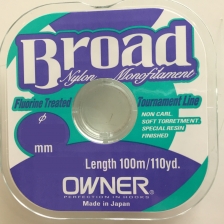 Broad
Nylon Monofilament
Fluorine Treated
Tournament Line
NON CARL
SOFT TORRETMENT
SPECIAL RESIN
FINISHED
Ø
mm
Length 100m/110yd.
OWNER
PERFECTION IN HOOKS
Made in Japan